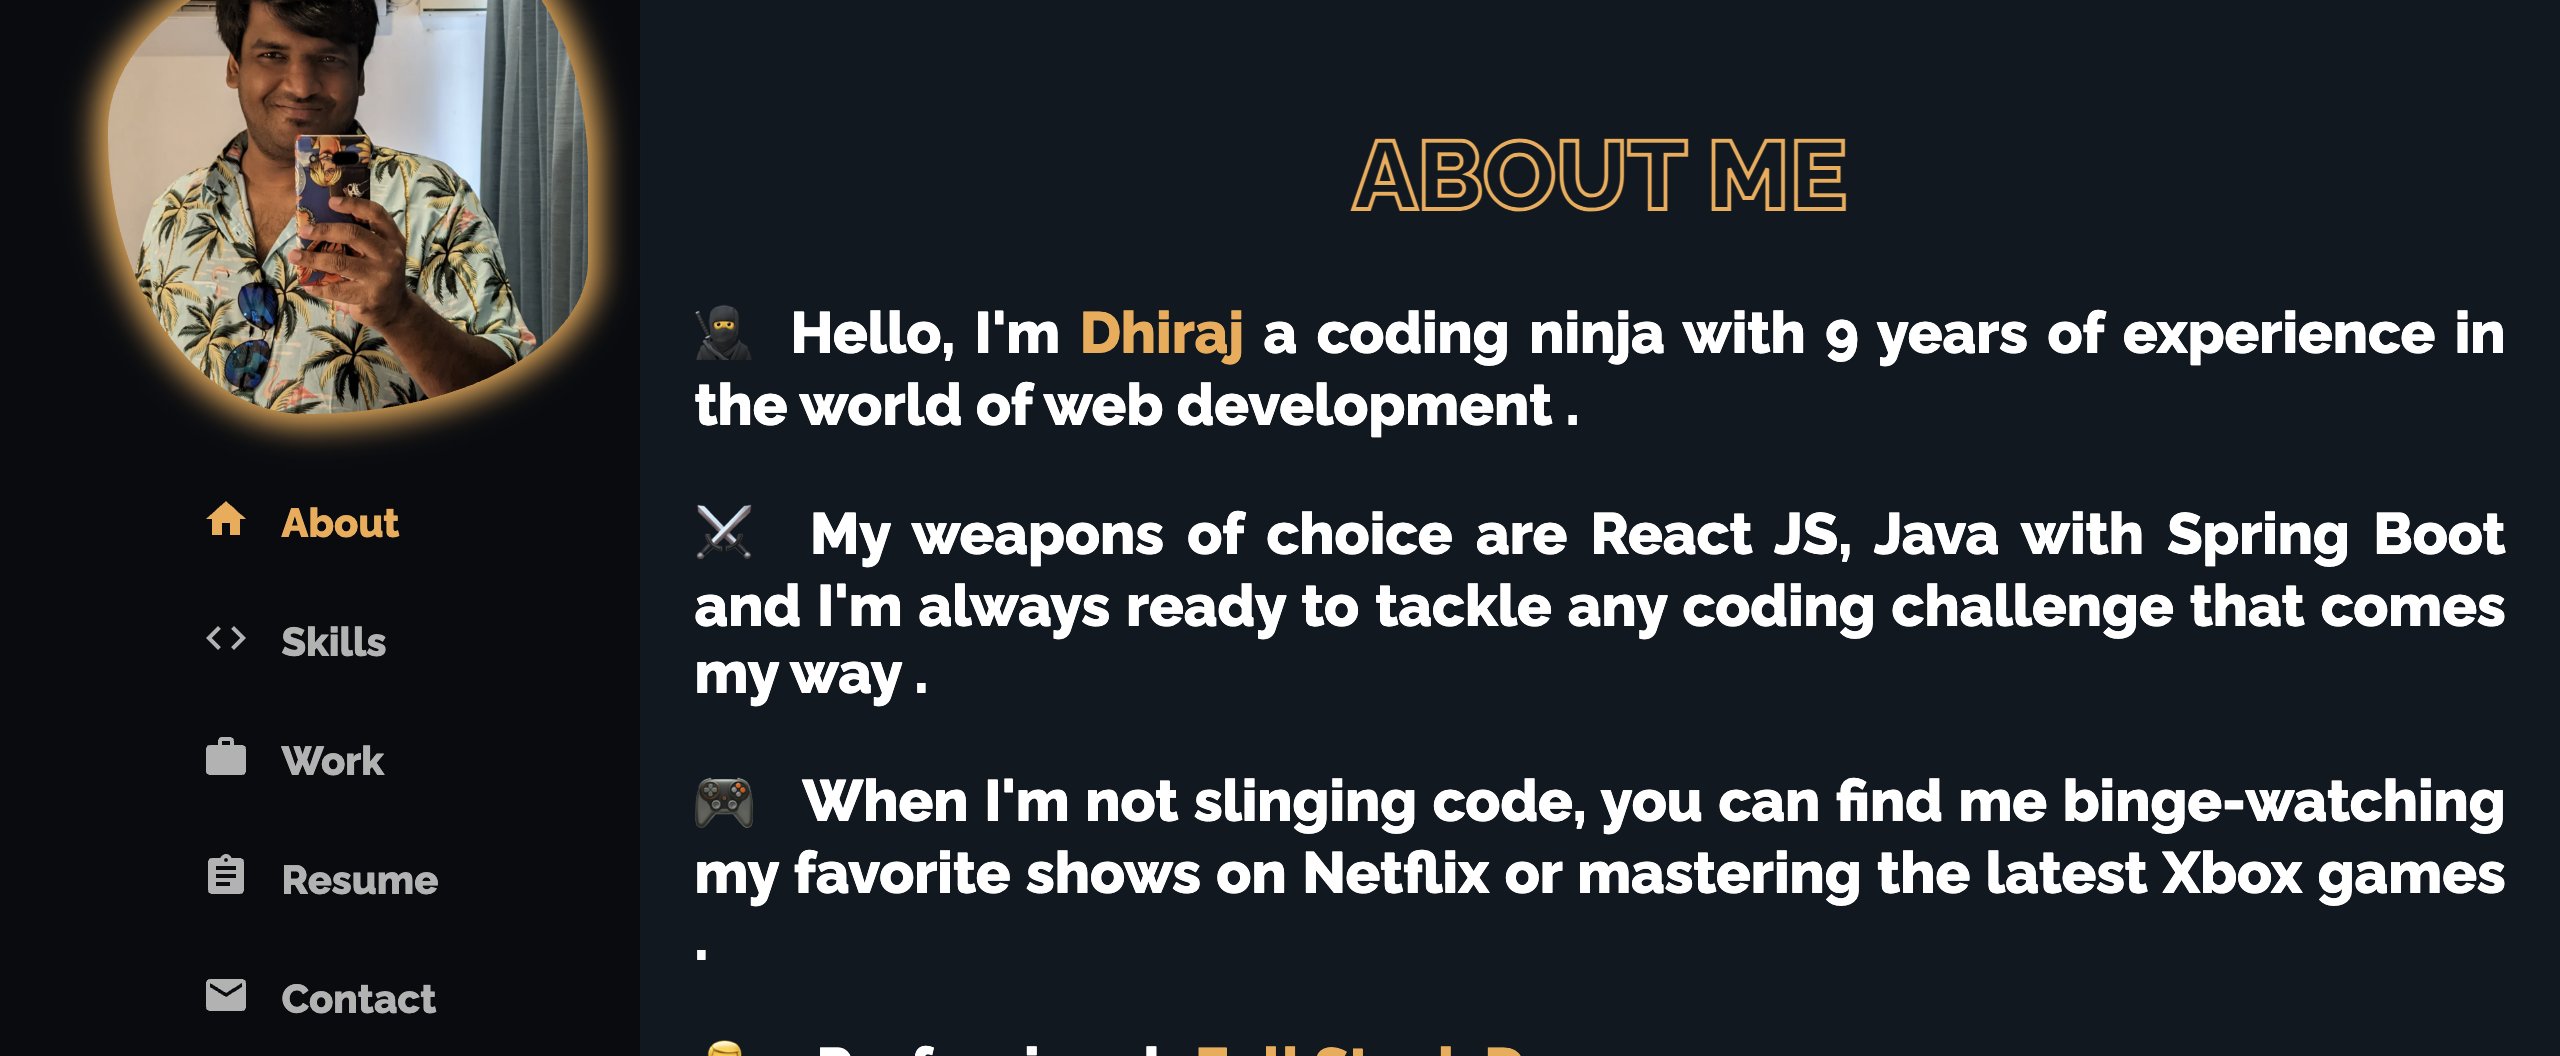 ABOUT ME
Hello, I'm Dhiraj a coding ninja with 9 years of experience in
the world of web development .
My weapons of choice are React JS, Java with Spring Boot
and I'm always ready to tackle any coding challenge that comes
my way .
When I'm not slinging code, you can find me binge-watching
my favorite shows on Netflix or mastering the latest Xbox games
.
About
Skills
Work
Resume
Contact